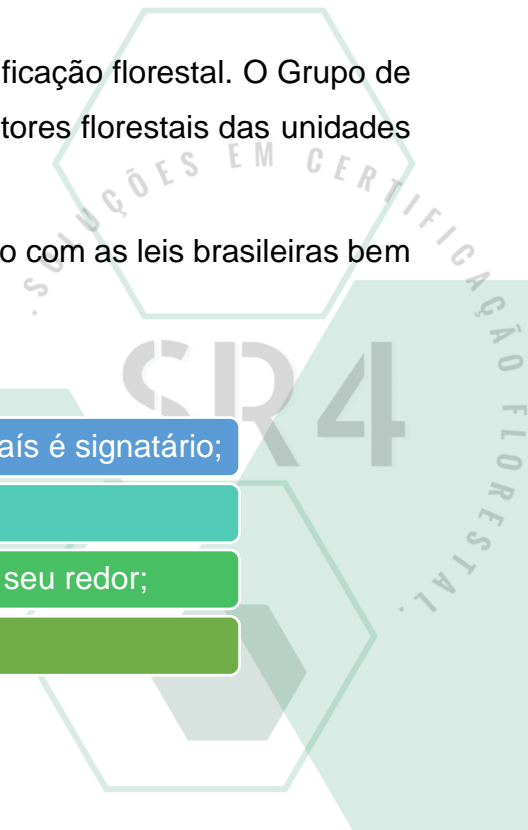 ificação florestal. O Grupo de
tores florestais das unidades
o com as leis brasileiras bem
aís é signatário;
seu redor;
. SOLUÇÕES EM CERTIFICAÇÃO FLORESTAL .
SR4